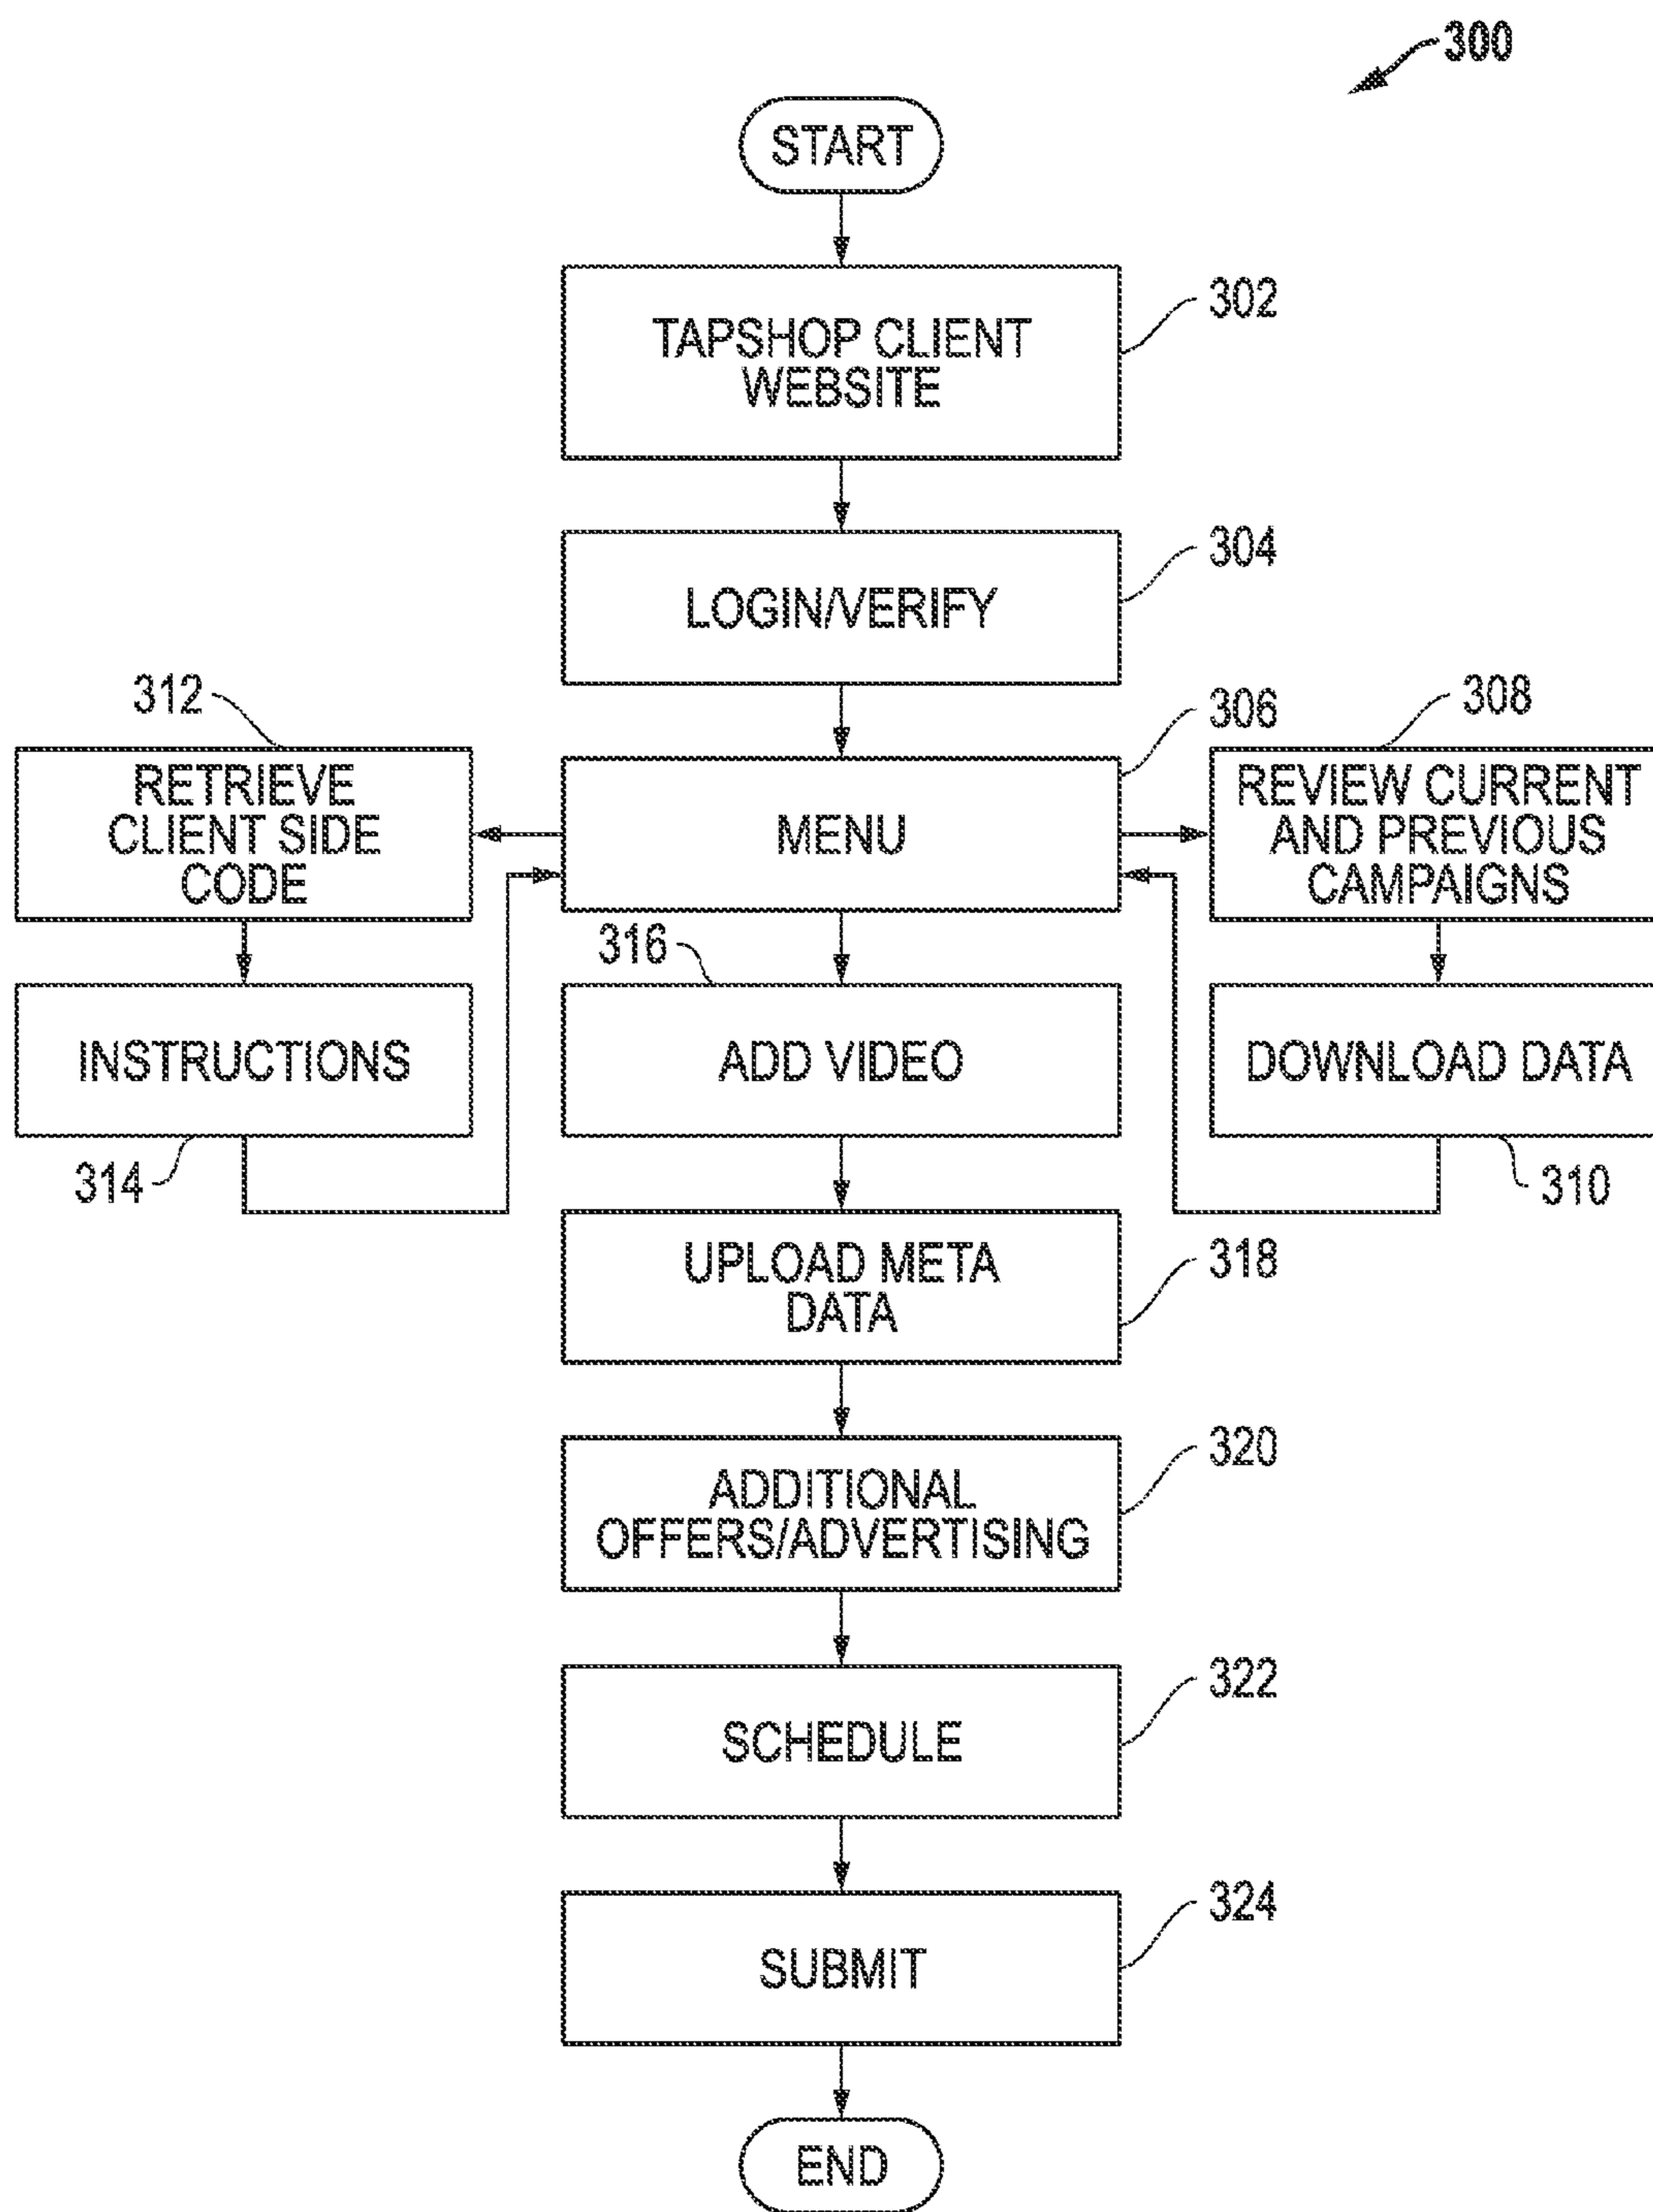 300
START
302
TAPSHOP CLIENT
WEBSITE
304
LOGIN/VERIFY
312
306
308
RETRIEVE
CLIENT SIDE
CODE
MENU
REVIEW CURRENT
AND PREVIOUS
CAMPAIGNS
316
INSTRUCTIONS
ADD VIDEO
DOWNLOAD DATA
314
310
UPLOAD META
DATA
318
320
ADDITIONAL
OFFERS/ADVERTISING
322
SCHEDULE
324
SUBMIT
END